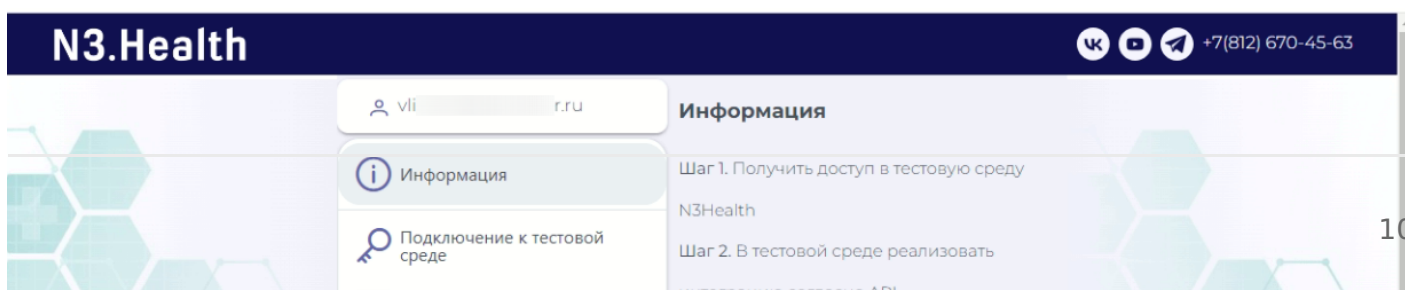 N3.Health
+7(812) 670-45-63
vli r.ru
Информация
Подключение к тестовой
среде
Информация
Шаг 1. Получить доступ в тестовую среду
N3Health
Шаг 2. В тестовой среде реализовать
10